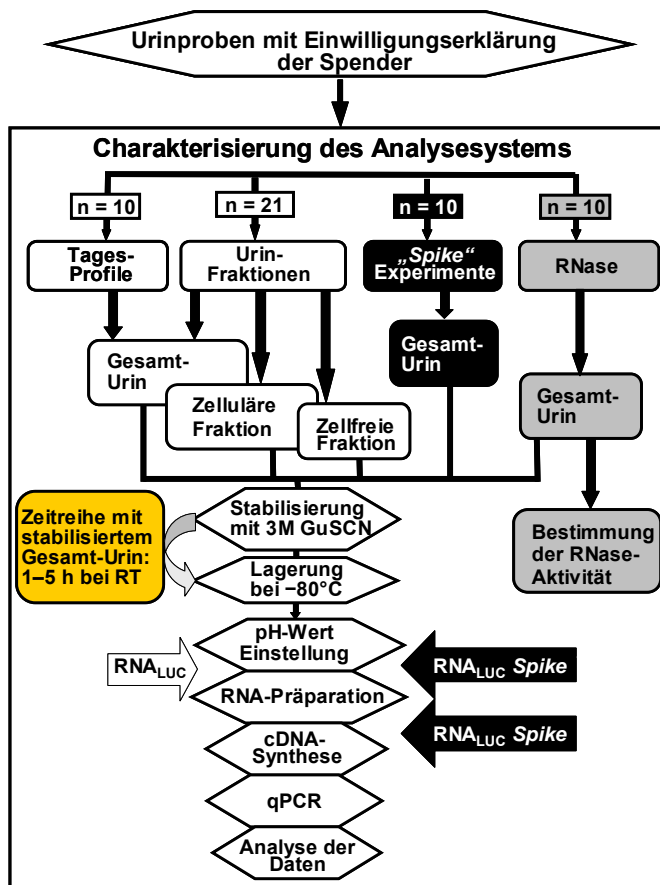 Urinproben mit Einwilligungserklärung
der Spender
Charakterisierung des Analysesystems
n = 10
n = 21
n = 10
n = 10
Tages-
Profile
Urin-
Fraktionen
„Spike”
Experimente
RNase
Gesamt-
Urin
Zelluläre
Fraktion
Zellfreie
Fraktion
Gesamt-
Urin
Gesamt-
Urin
Zeitreihe mit
stabilisiertem
Gesamt-Urin:
1–5 h bei RT
Stabilisierung
mit 3M GuSCN
Bestimmung
der RNase-
Aktivität
Lagerung
bei −80°C
pH-Wert
Einstellung
RNALUC
RNALUC Spike
RNA-Präparation
RNALUC Spike
cDNA-
Synthese
qPCR
Analyse der
Daten